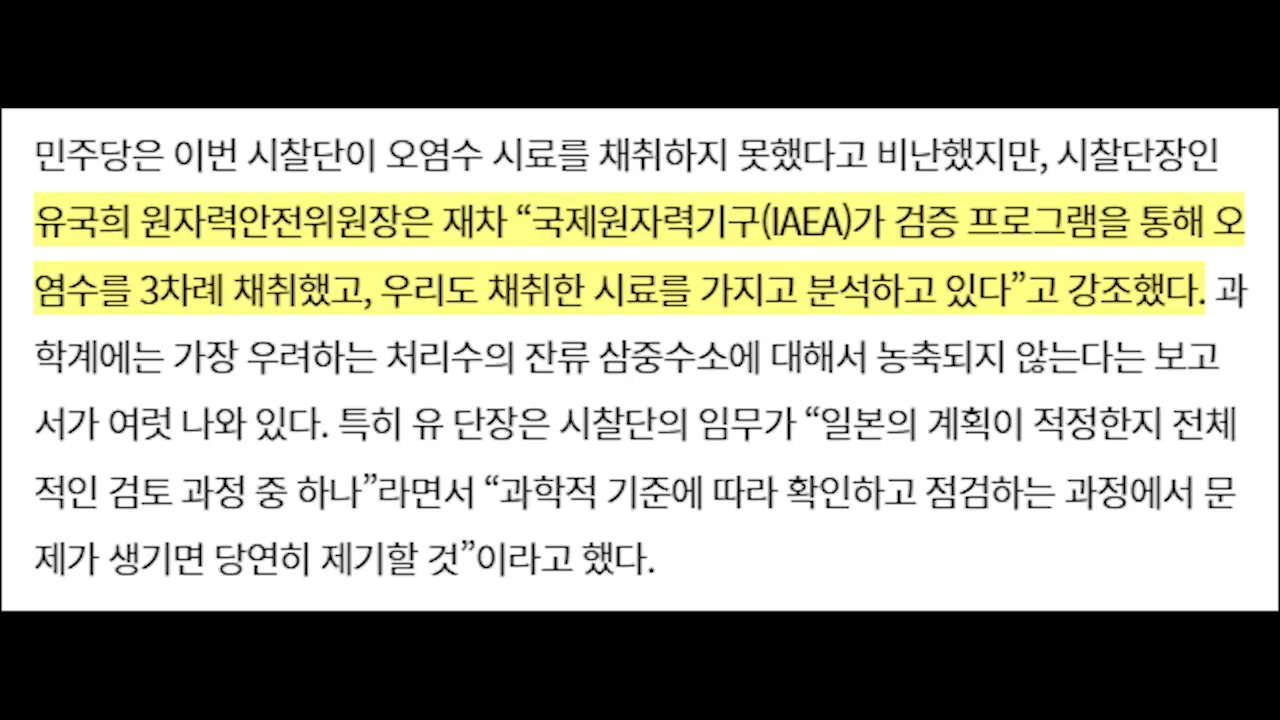 민주당은 이번 시찰단이 오염수 시료를 채취하지 못했다고 비난했지만, 시찰단장인
유국희 원자력안전위원장은 재차 “국제원자력기구(IAEA)가 검증 프로그램을 통해 오
염수를 3차례 채취했고, 우리도 채취한 시료를 가지고 분석하고 있다”고 강조했다. 과
학계에는 가장 우려하는 처리수의 잔류 삼중수소에 대해서 농축되지 않는다는 보고
서가 여럿 나와 있다. 특히 유 단장은 시찰단의 임무가 “일본의 계획이 적정한지 전체
적인 검토 과정 중 하나”라면서 “과학적 기준에 따라 확인하고 점검하는 과정에서 문
제가 생기면 당연히 제기할 것”이라고 했다.